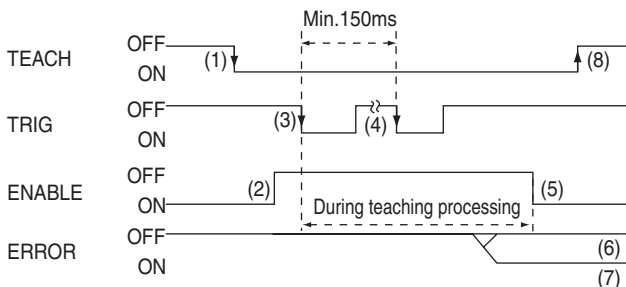 Min.150ms
TEACH
OFF
ON
(1)
(8)
TRIG
OFF
ON
(3)
(4)
ENABLE
OFF
ON
(2)
During teaching processing
(5)
ERROR
OFF
ON
(6)
(7)